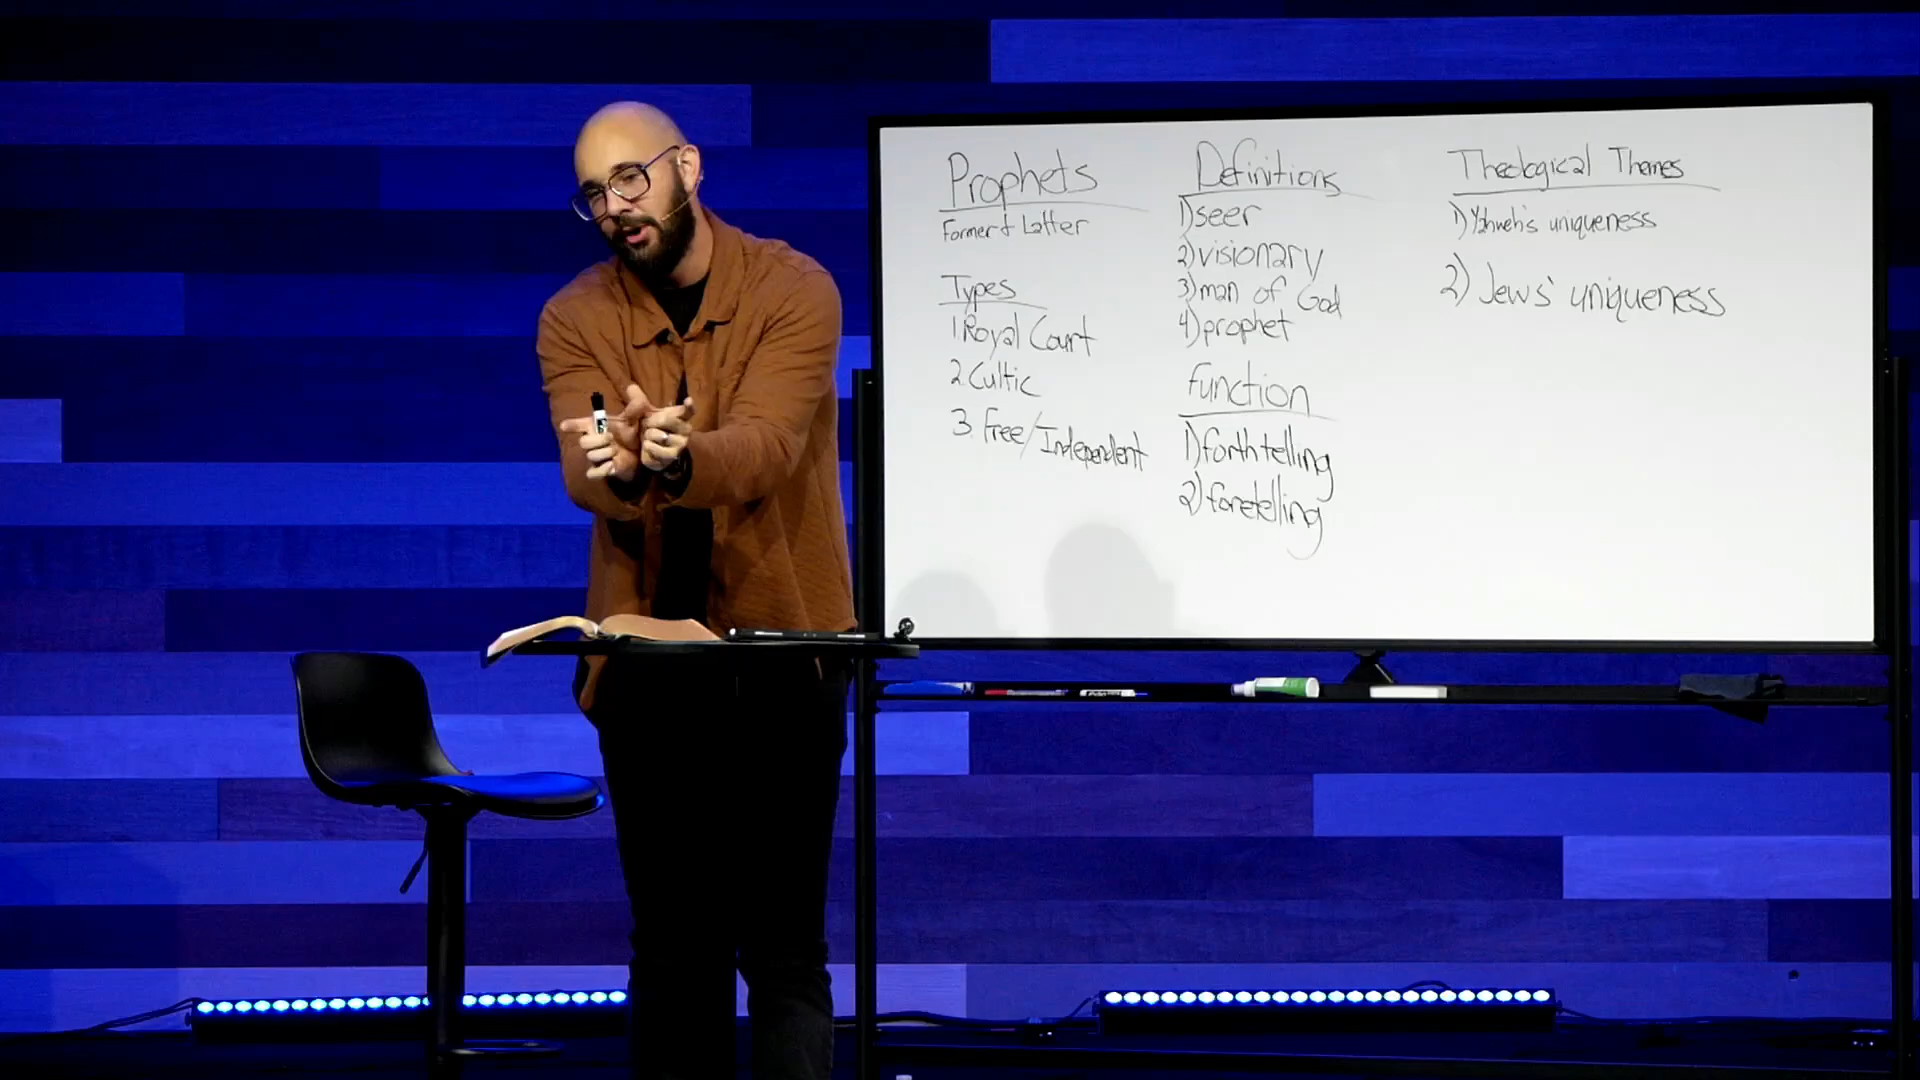 Prophets
Former & Latter
Types
1. Royal Court
2. Cultic
3. Free/Independent
Definitions
1) seer
2) visionary
3) man of God
4) prophet
function
1) forthtelling
2) foretelling
Theological Themes
1) Yahweh's uniqueness
2) Jews' uniqueness